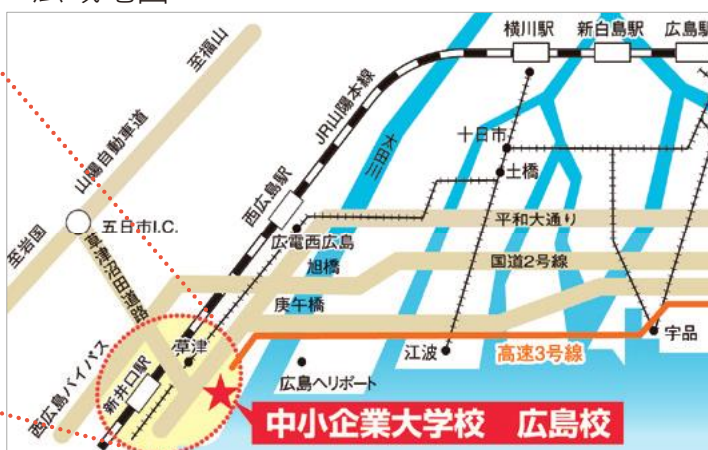 横川駅
新白島駅
広島駅
至福山
山陽自動車道
JR山陽本線
太田川
十日市
土橋
西広島駅
五日市I.C.
至岩国
広電西広島
平和大通り
草津沼田道路
旭橋
国道2号線
庚午橋
草津
江波
高速3号線
宇品
新井口駅
広島ヘリポート
西広島バイパス
中小企業大学校 広島校